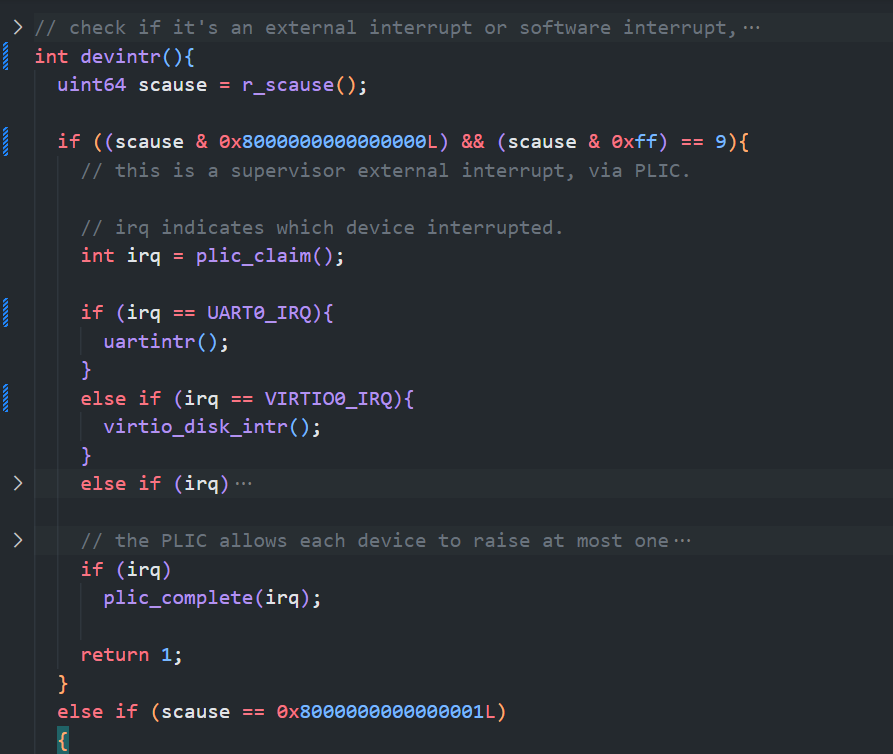 // check if it's an external interrupt or software interrupt,…
int devintr(){
  uint64 scause = r_scause();

  if ((scause & 0x8000000000000000L) && (scause & 0xff) == 9){
    // this is a supervisor external interrupt, via PLIC.

    // irq indicates which device interrupted.
    int irq = plic_claim();

    if (irq == UART0_IRQ){
      uartintr();
    }
    else if (irq == VIRTIO0_IRQ){
      virtio_disk_intr();
    }
    else if (irq)…

    // the PLIC allows each device to raise at most one…
    if (irq)
      plic_complete(irq);

    return 1;
  }
  else if (scause == 0x8000000000000001L)
  {